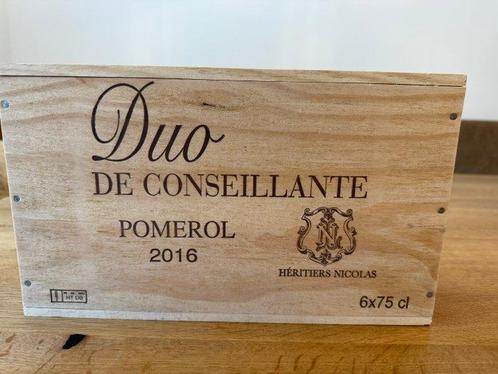 Duo
DE CONSEILLANTE
POMEROL
2016
HÉRITIERS NICOLAS
6x75 cl